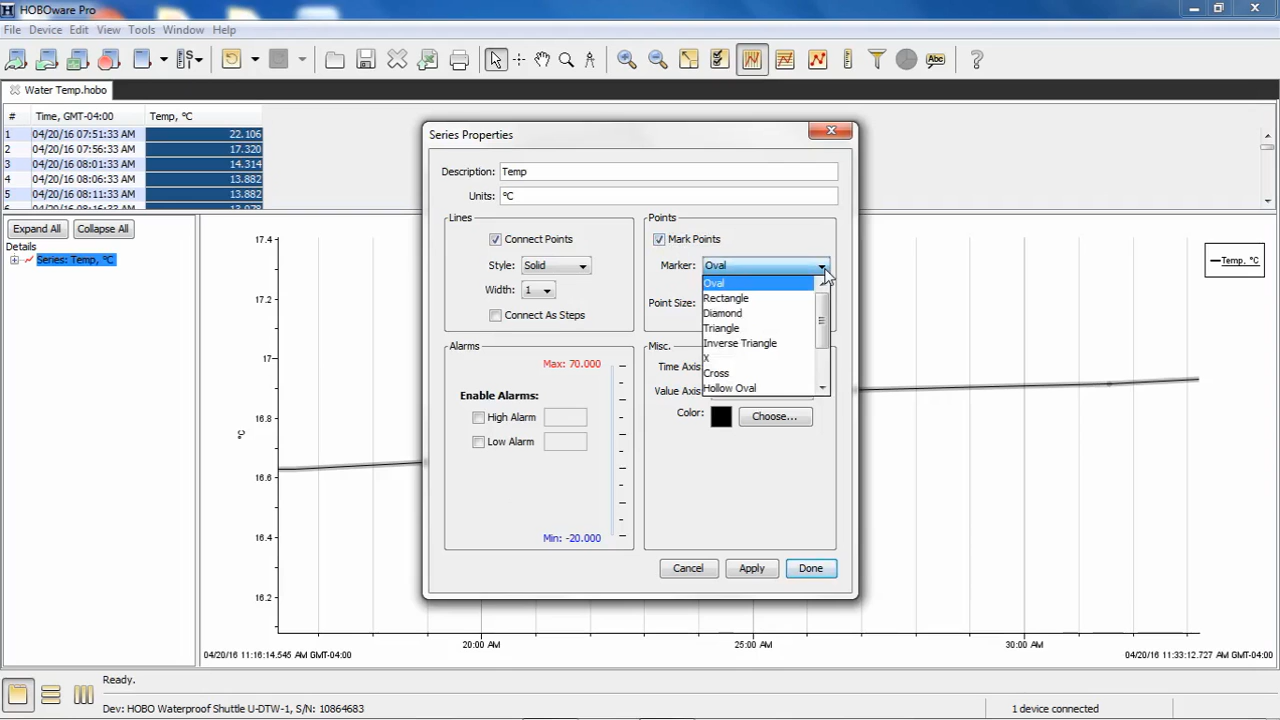 HOBOware Pro
File Device Edit View Tools Window Help
Abc
Water Temp.hobo
# Time, GMT-04:00 Temp, °C
1 04/20/16 07:51:33 AM 22.106
2 04/20/16 07:56:33 AM 17.320
3 04/20/16 08:01:33 AM 14.314
4 04/20/16 08:06:33 AM 13.882
5 04/20/16 08:11:33 AM 13.882
Expand All Collapse All
Details
Series: Temp, °C
Series Properties
Description: Temp
Units: °C
Lines
Connect Points
Style: Solid
Width: 1
Connect As Steps
Points
Mark Points
Marker: Oval
Point Size:
Oval
Rectangle
Diamond
Triangle
Inverse Triangle
X
Cross
Hollow Oval
Alarms
Max: 70.000
Enable Alarms:
High Alarm
Low Alarm
Min: -20.000
Misc.
Time Axis
Value Axis
Color: Choose...
Cancel Apply Done
17.4
17.2
17
16.8
16.6
16.4
16.2
°C
Temp, °C
20:00 AM 25:00 AM 30:00 AM
04/20/16 11:16:14.545 AM GMT-04:00 04/20/16 11:33:12.727 AM GMT-04:00
Ready.
Dev: HOBO Waterproof Shuttle U-DTW-1, S/N: 10864683 1 device connected